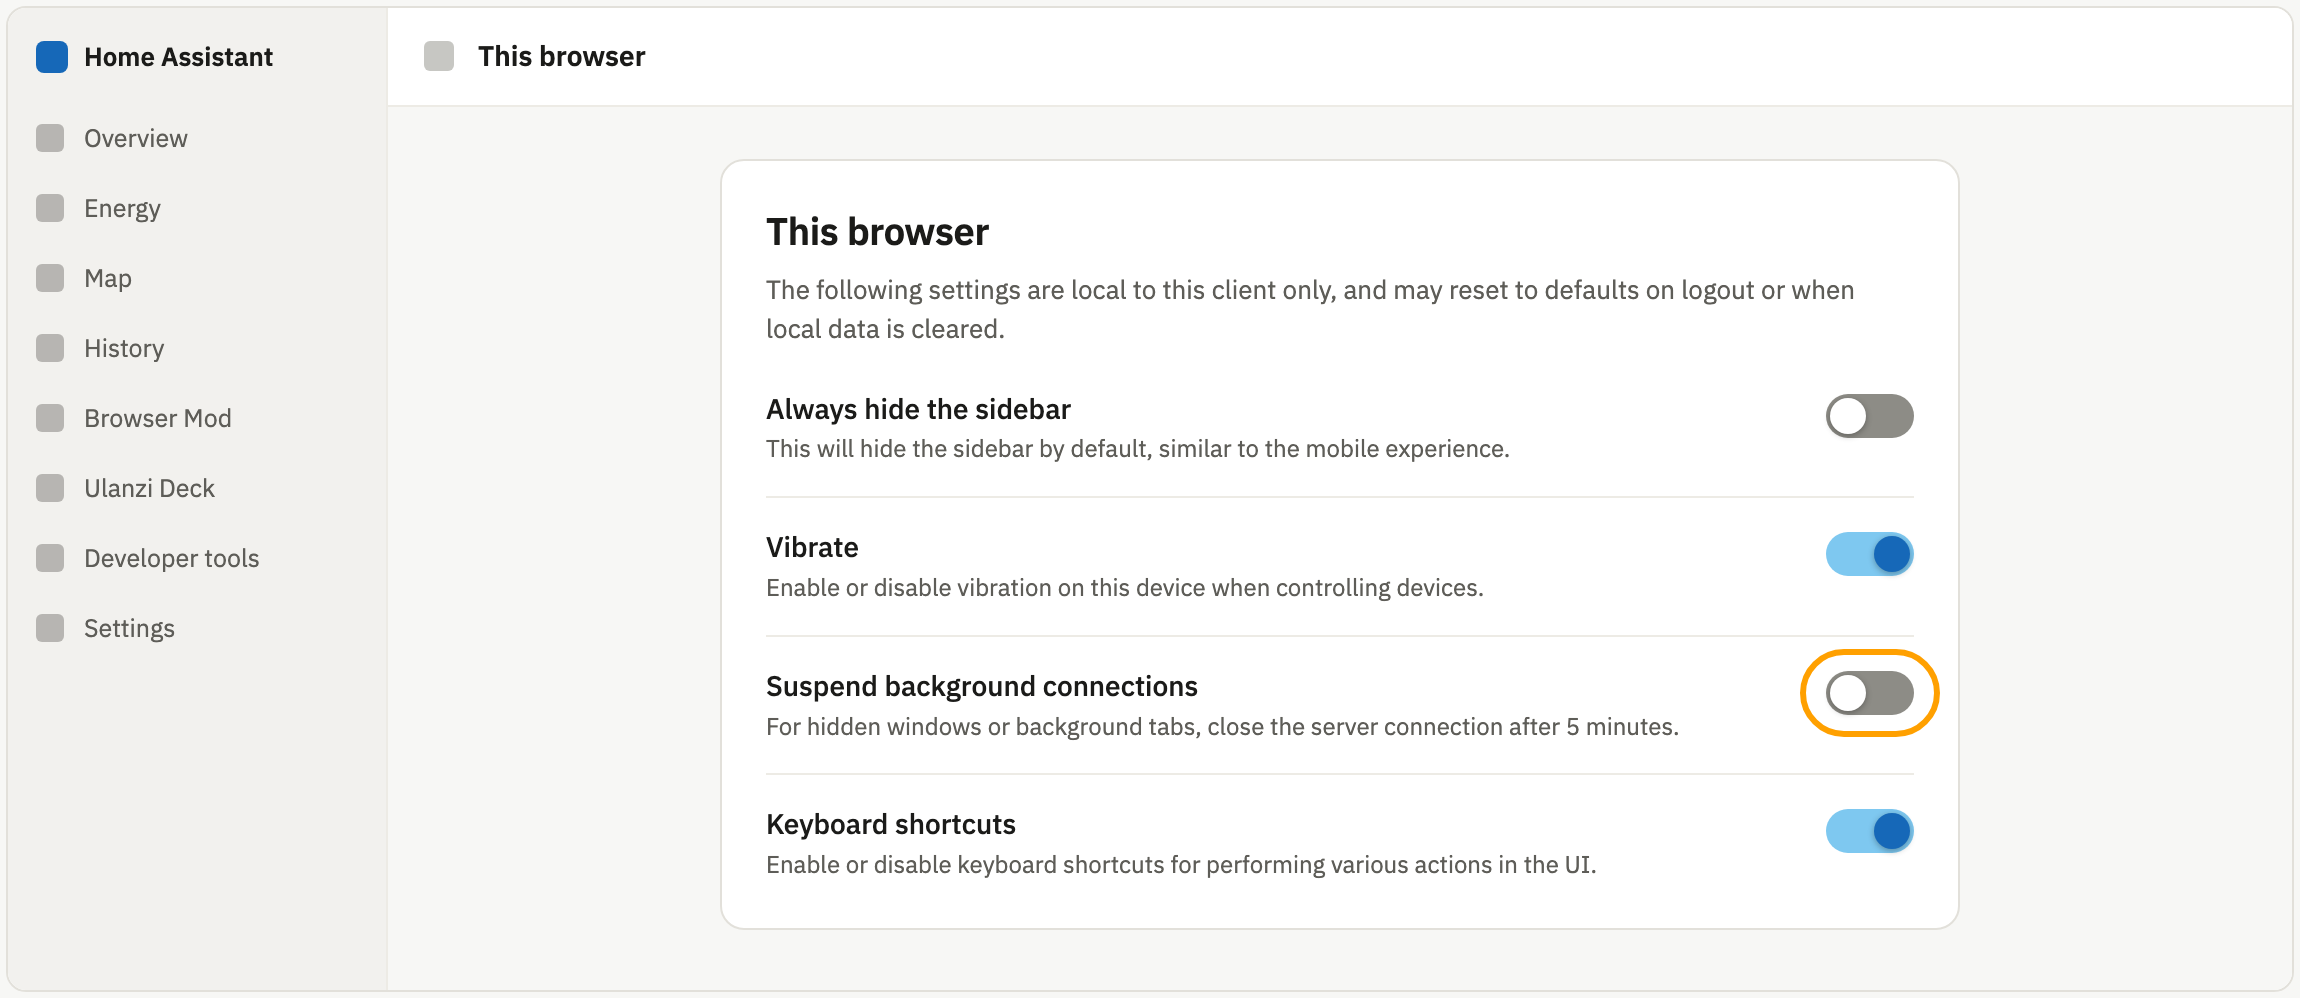 Home Assistant
Overview
Energy
Map
History
Browser Mod
Ulanzi Deck
Developer tools
Settings
This browser
This browser
The following settings are local to this client only, and may reset to defaults on logout or when
local data is cleared.
Always hide the sidebar
This will hide the sidebar by default, similar to the mobile experience.
Vibrate
Enable or disable vibration on this device when controlling devices.
Suspend background connections
For hidden windows or background tabs, close the server connection after 5 minutes.
Keyboard shortcuts
Enable or disable keyboard shortcuts for performing various actions in the UI.